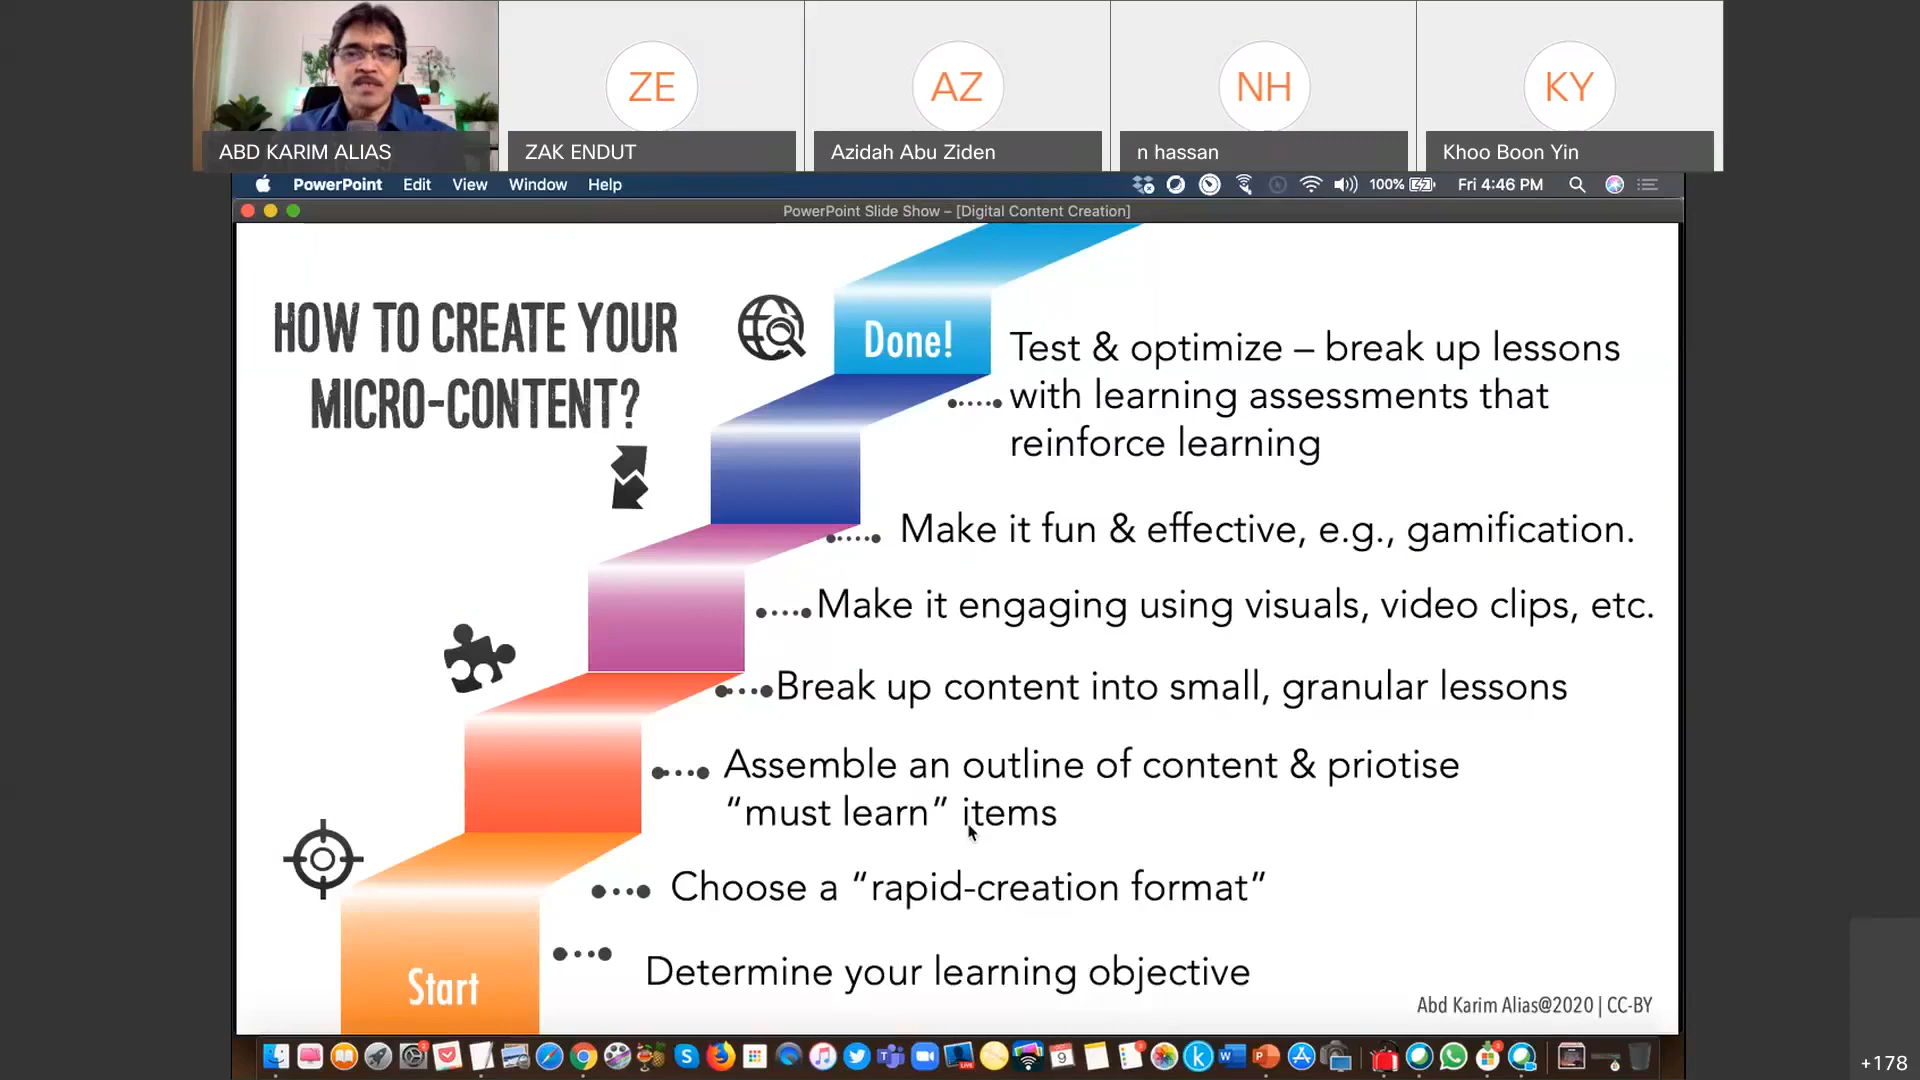 ZE
AZ
NH
KY
ABD KARIM ALIAS
ZAK ENDUT
Azidah Abu Ziden
n hassan
Khoo Boon Yin
PowerPoint Edit View Window Help
100%
Fri 4:46 PM
PowerPoint Slide Show – [Digital Content Creation]
HOW TO CREATE YOUR
MICRO-CONTENT?
Done!
Test & optimize – break up lessons
with learning assessments that
reinforce learning
Make it fun & effective, e.g., gamification.
Make it engaging using visuals, video clips, etc.
Break up content into small, granular lessons
Assemble an outline of content & priotise
“must learn” items
Choose a “rapid-creation format”
Start
Determine your learning objective
Abd Karim Alias@2020 | CC-BY
9
+178